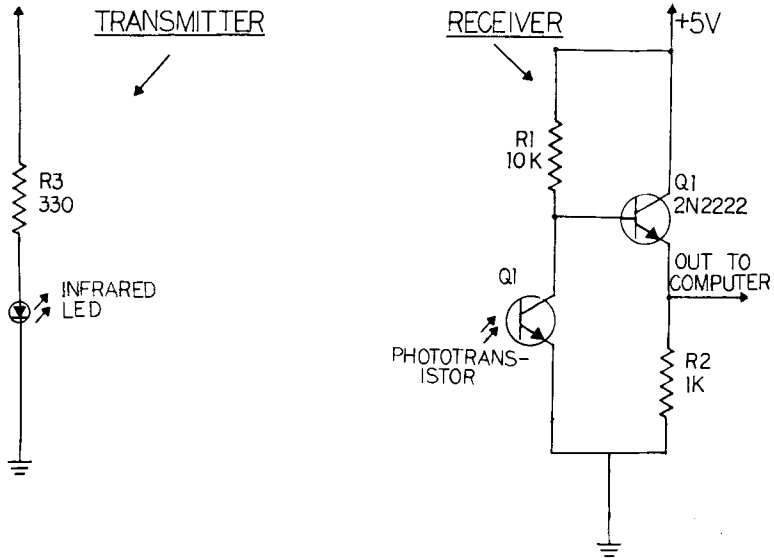 TRANSMITTER
RECEIVER
+5V
R1
10K
R3
330
Q1
2N2222
INFRARED
LED
OUT TO
COMPUTER
Q1
PHOTOTRANS-
ISTOR
R2
1K